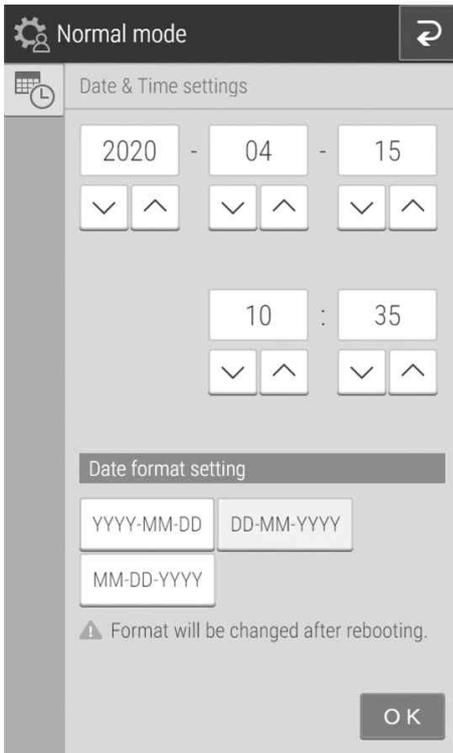 Normal mode
Date & Time settings
2020 - 04 - 15
10 : 35
Date format setting
YYYY-MM-DD DD-MM-YYYY
MM-DD-YYYY
Format will be changed after rebooting.
OK